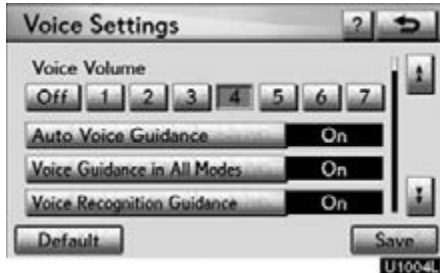 Voice Settings ?
Voice Volume
Off 1 2 3 4 5 6 7
Auto Voice Guidance On
Voice Guidance in All Modes On
Voice Recognition Guidance On
Default Save
U1004L